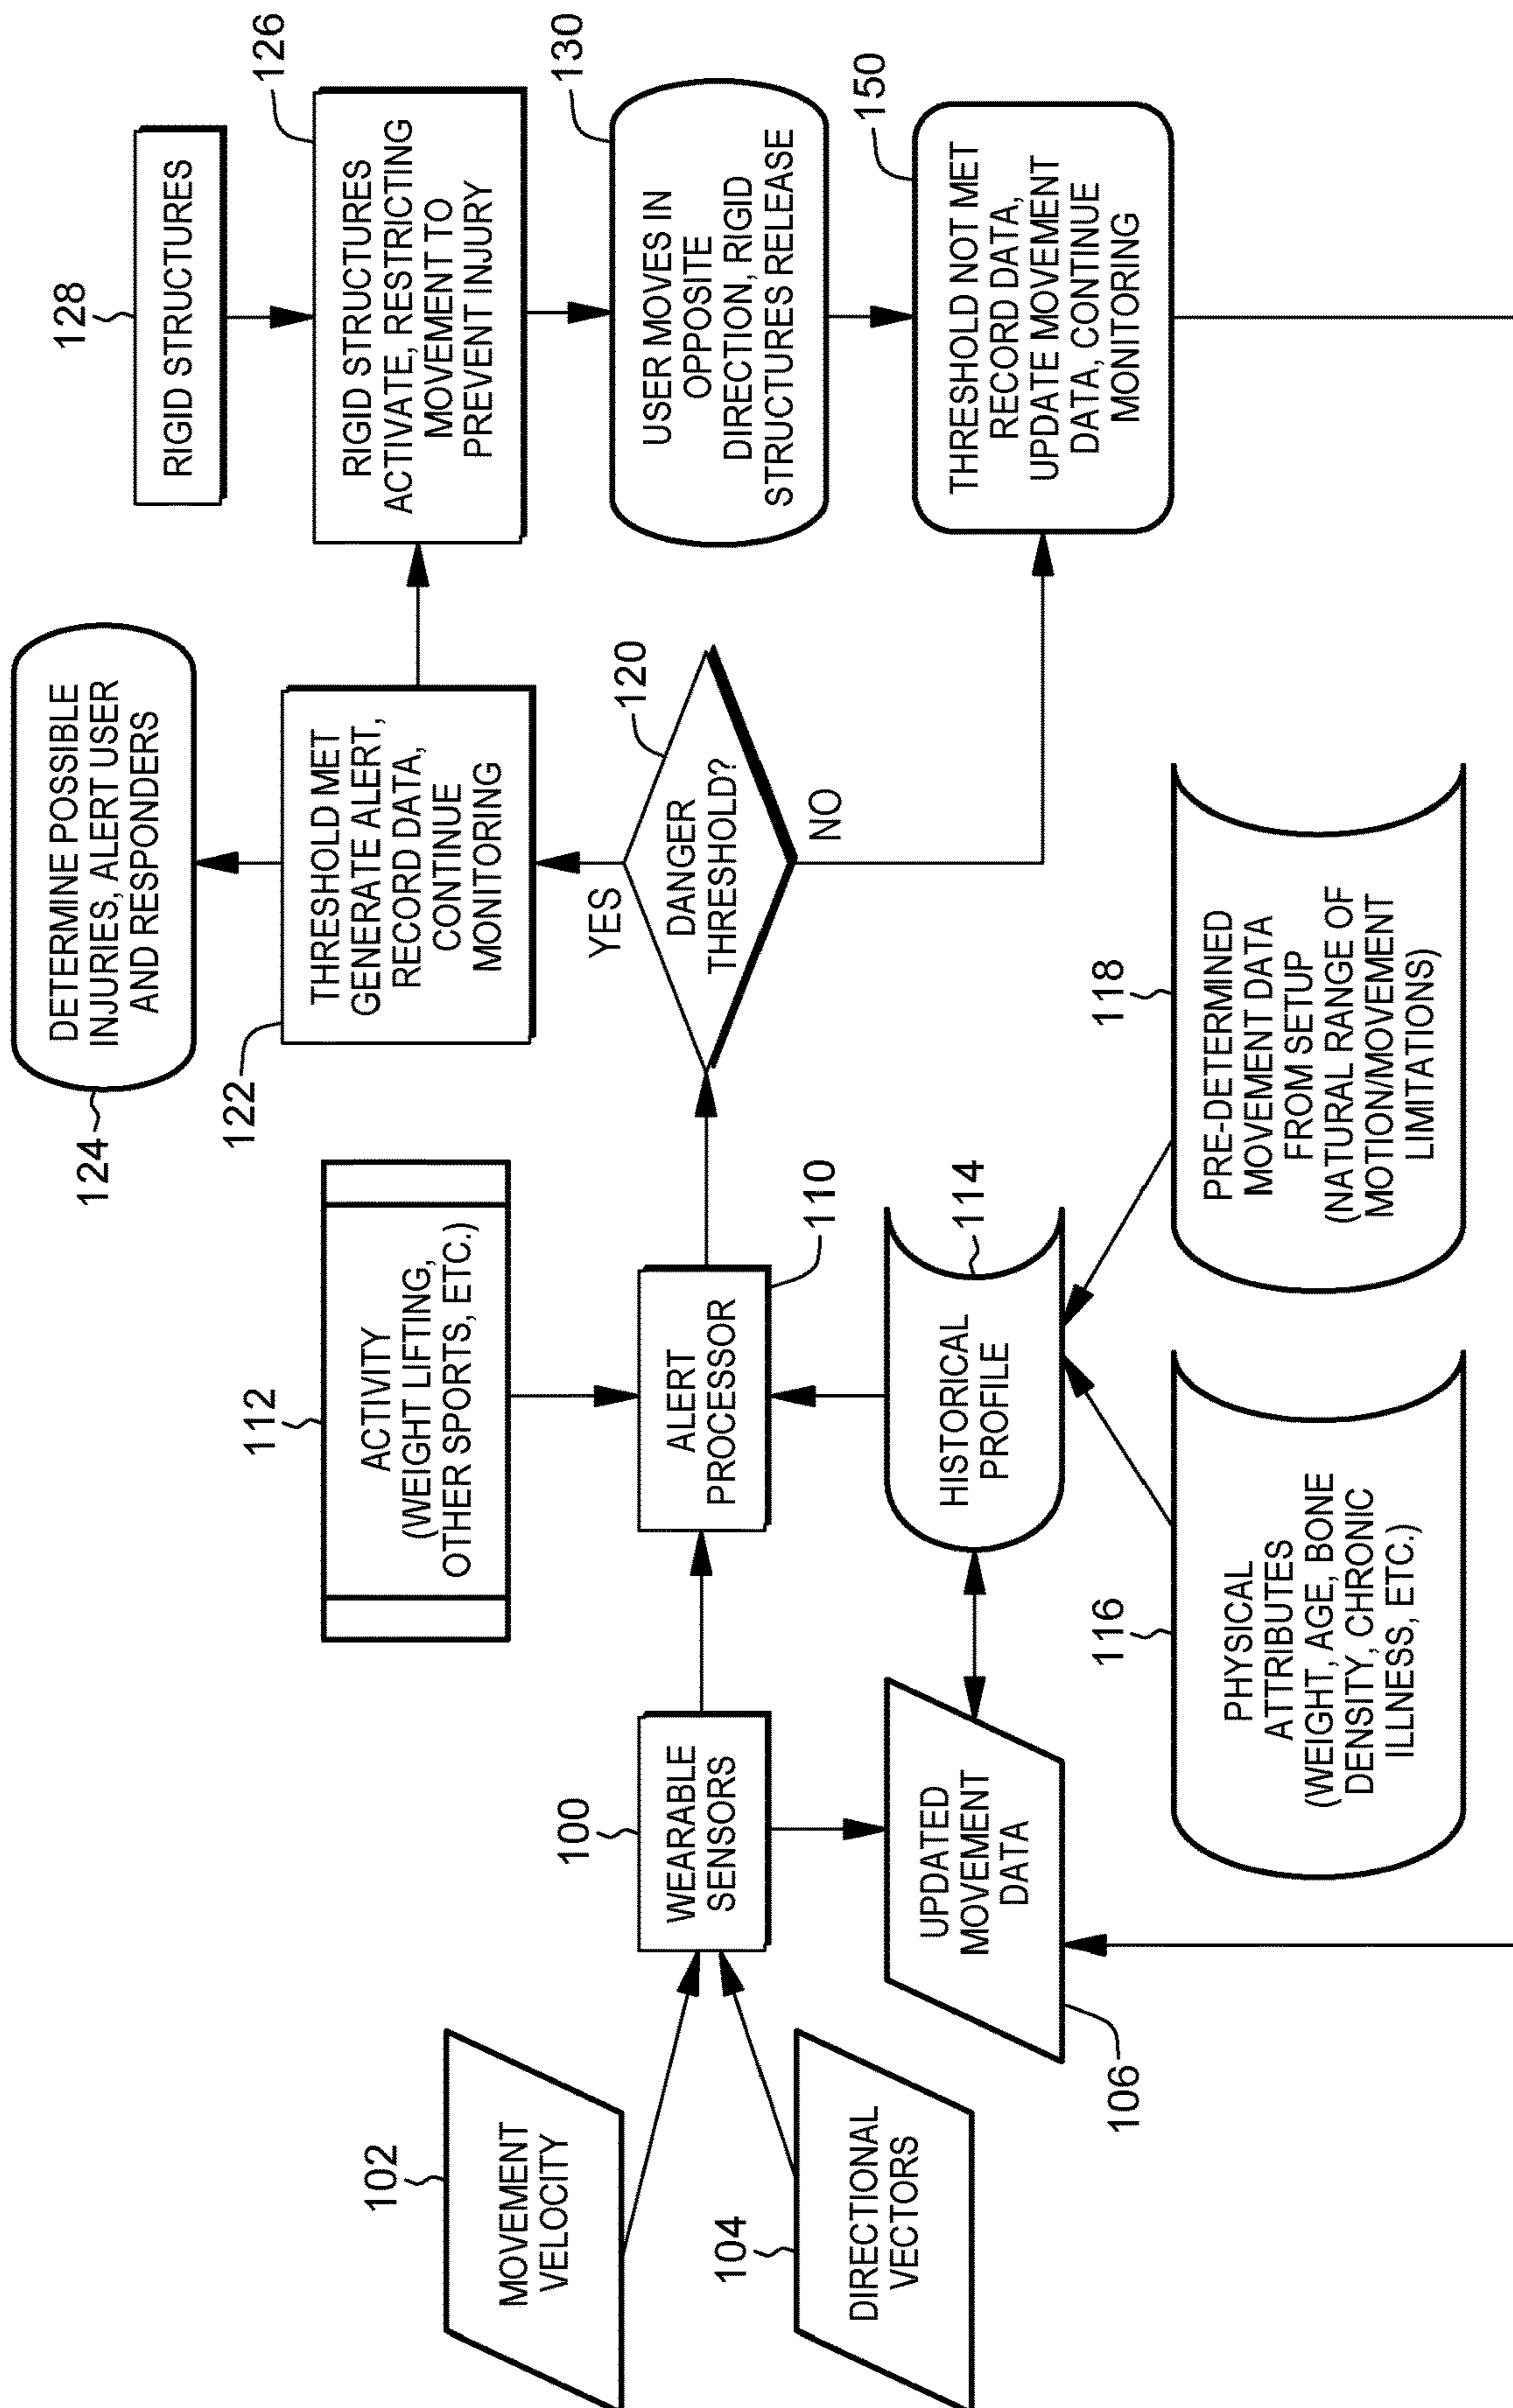 102
MOVEMENT
VELOCITY
104
DIRECTIONAL
VECTORS
100
WEARABLE
SENSORS
UPDATED
MOVEMENT
DATA
106
112
ACTIVITY
(WEIGHT LIFTING,
OTHER SPORTS, ETC.)
ALERT
PROCESSOR
110
HISTORICAL
PROFILE
114
116
PHYSICAL
ATTRIBUTES
(WEIGHT, AGE, BONE
DENSITY, CHRONIC
ILLNESS, ETC.)
118
PRE-DETERMINED
MOVEMENT DATA
FROM SETUP
(NATURAL RANGE OF
MOTION/MOVEMENT
LIMITATIONS)
124
DETERMINE POSSIBLE
INJURIES, ALERT USER
AND RESPONDERS
122
THRESHOLD MET
GENERATE ALERT,
RECORD DATA,
CONTINUE
MONITORING
YES
120
DANGER
THRESHOLD?
NO
128
RIGID STRUCTURES
126
RIGID STRUCTURES
ACTIVATE, RESTRICTING
MOVEMENT TO
PREVENT INJURY
130
USER MOVES IN
OPPOSITE
DIRECTION, RIGID
STRUCTURES RELEASE
150
THRESHOLD NOT MET
RECORD DATA,
UPDATE MOVEMENT
DATA, CONTINUE
MONITORING